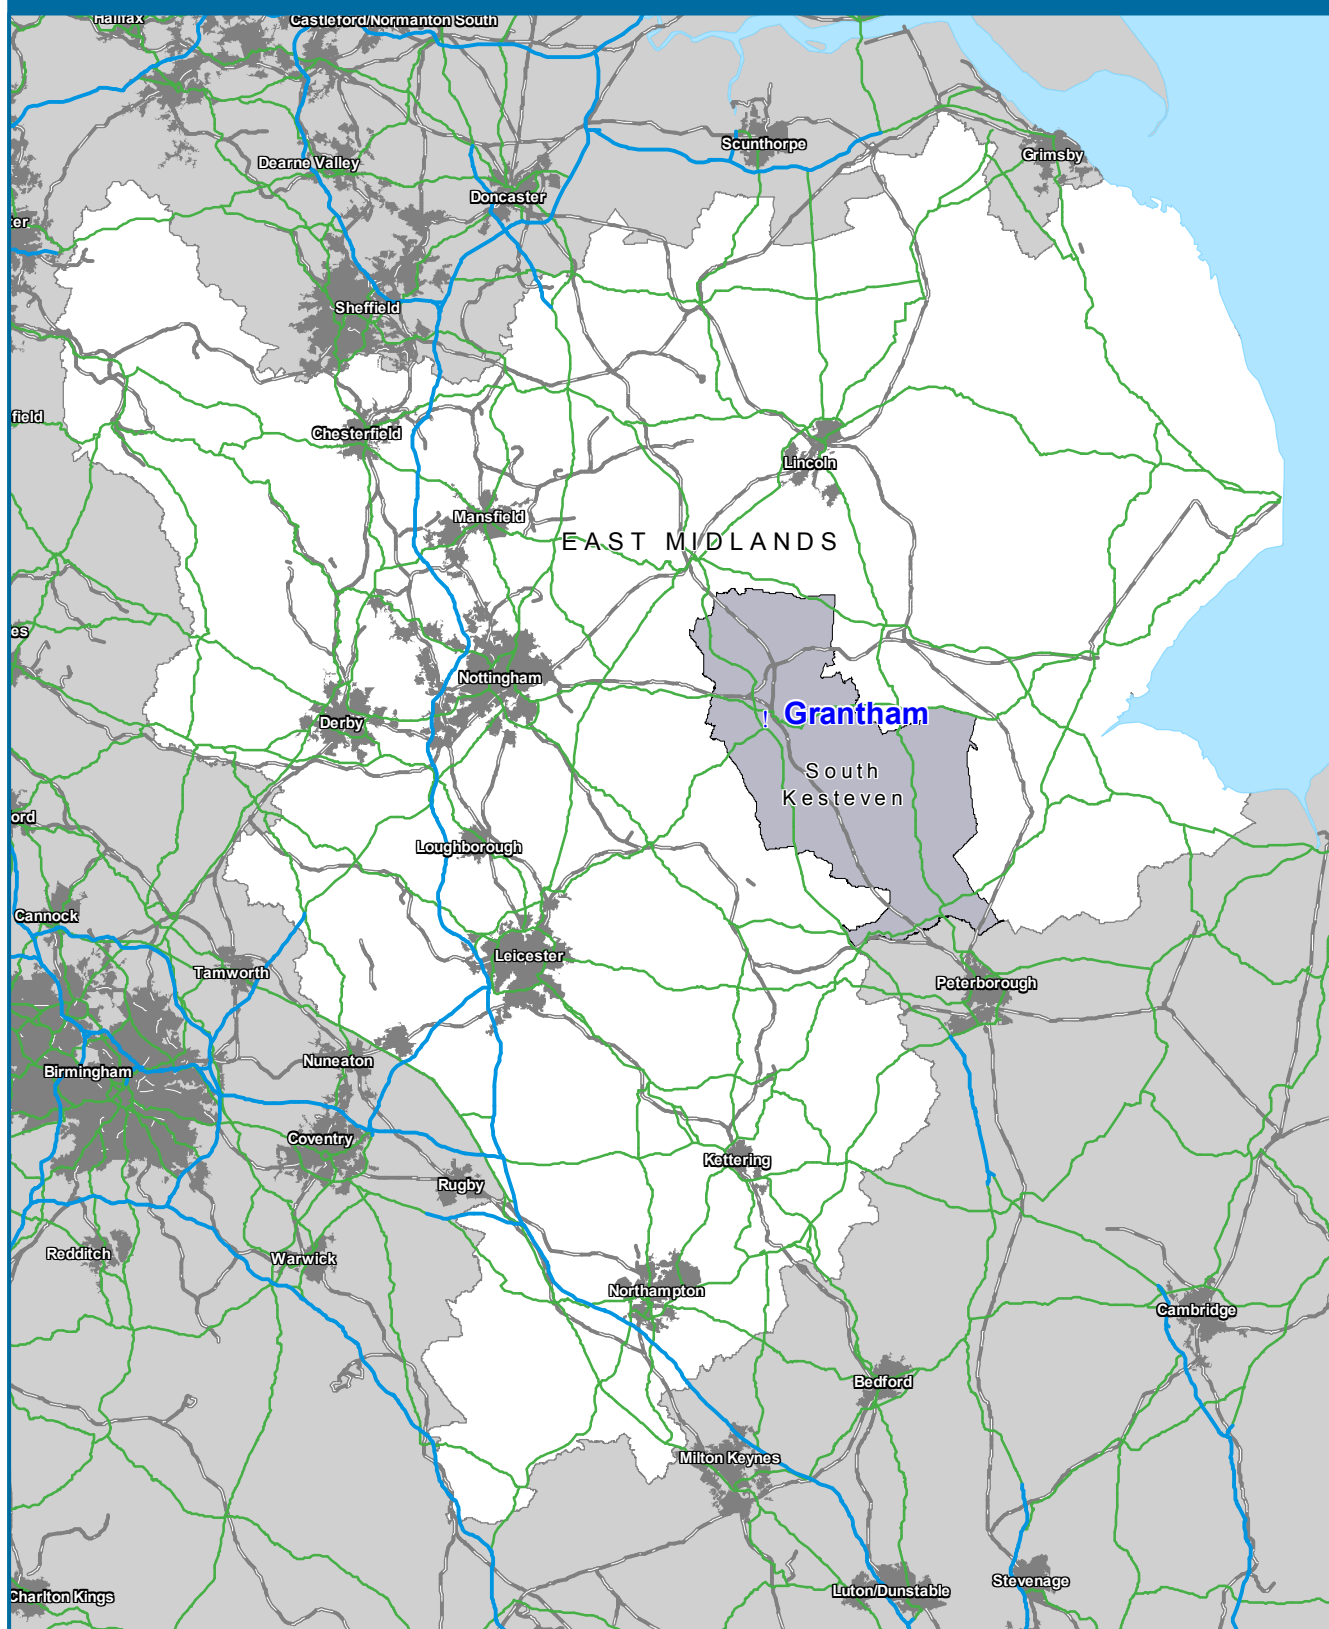 Halifax
Castleford/Normanton South
Scunthorpe
Grimsby
Dearne Valley
Doncaster
er
Sheffield
field
Chesterfield
Lincoln
Mansfield
EAST MIDLANDS
es
Nottingham
Derby
! Grantham
South
Kesteven
ord
Loughborough
Cannock
Leicester
Tamworth
Peterborough
Nuneaton
Birmingham
Coventry
Kettering
Rugby
Redditch
Warwick
Northampton
Cambridge
Bedford
Milton Keynes
Stevenage
Luton/Dunstable
Charlton Kings